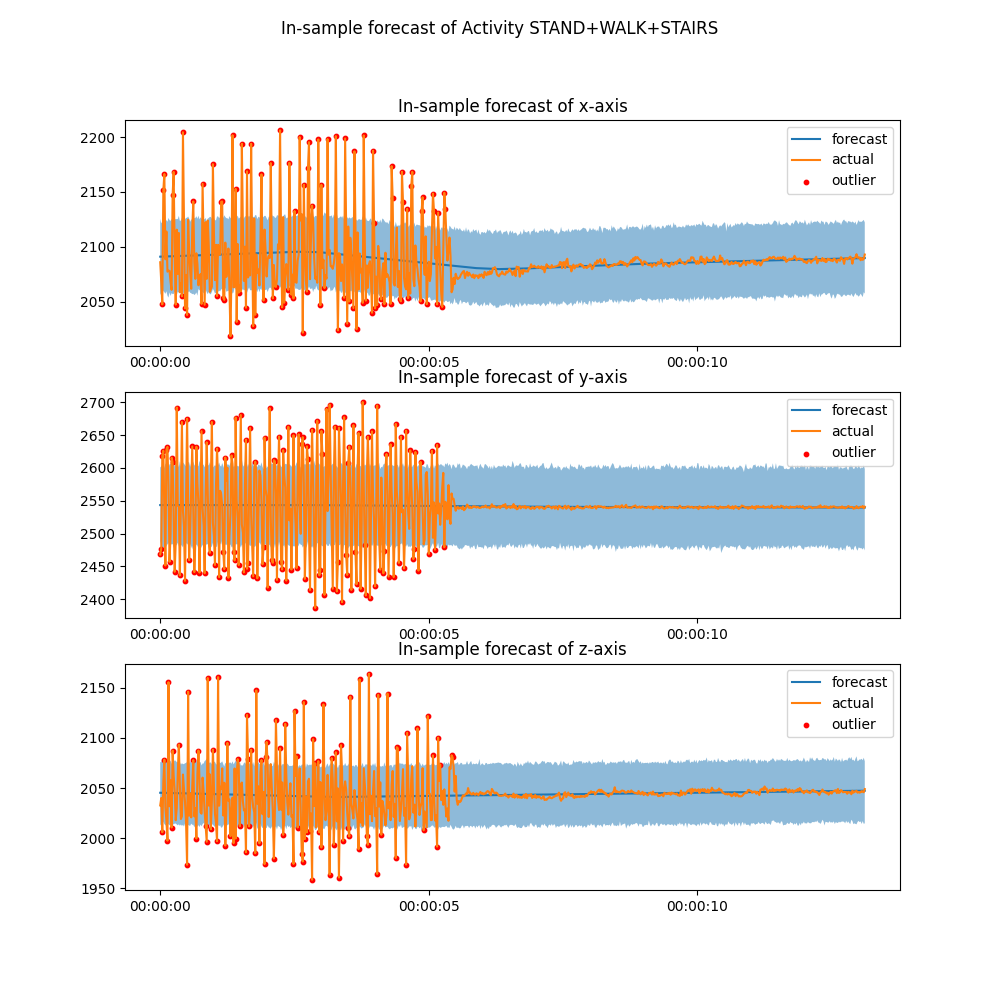 In-sample forecast of Activity STAND+WALK+STAIRS
In-sample forecast of x-axis
2200
2150
2100
2050
forecast
actual
outlier
00:00:00 00:00:05 00:00:10
In-sample forecast of y-axis
2700
2650
2600
2550
2500
2450
2400
forecast
actual
outlier
00:00:00 00:00:05 00:00:10
In-sample forecast of z-axis
2150
2100
2050
2000
1950
forecast
actual
outlier
00:00:00 00:00:05 00:00:10